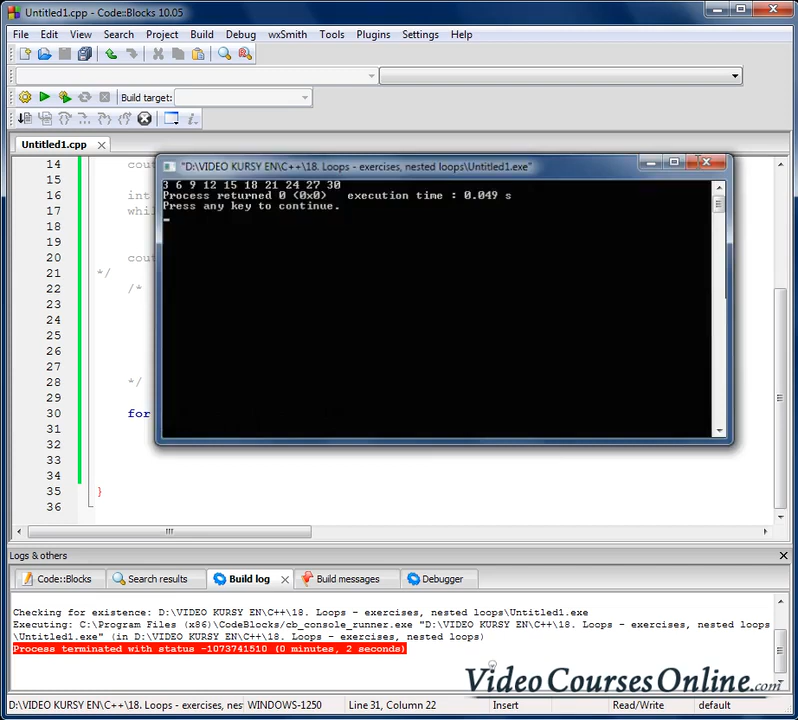 Untitled1.cpp - Code::Blocks 10.05
File Edit View Search Project Build Debug wxSmith Tools Plugins Settings Help
Build target:
Untitled1.cpp
"D:\VIDEO KURSY EN\C++\18. Loops - exercises, nested loops\Untitled1.exe"
3 6 9 12 15 18 21 24 27 30
Process returned 0 (0x0) execution time : 0.049 s
Press any key to continue.
14 cou
15
16 int
17 whi
18
19
20 cou
21 */
22 /*
23
24
25
26
27
28 */
29
30 for
31
32
33
34
35 }
36
Logs & others
Code::Blocks Search results Build log Build messages Debugger
Checking for existence: D:\VIDEO KURSY EN\C++\18. Loops - exercises, nested loops\Untitled1.exe
Executing: C:\Program Files (x86)\CodeBlocks/cb_console_runner.exe "D:\VIDEO KURSY EN\C++\18. Loops - exercises, nested loops
\Untitled1.exe" (in D:\VIDEO KURSY EN\C++\18. Loops - exercises, nested loops)
Process terminated with status -1073741510 (0 minutes, 2 seconds)
VideoCoursesOnline.com
D:\VIDEO KURSY EN\C++\18. Loops - exercises, nes WINDOWS-1250 Line 31, Column 22 Insert Read/Write default